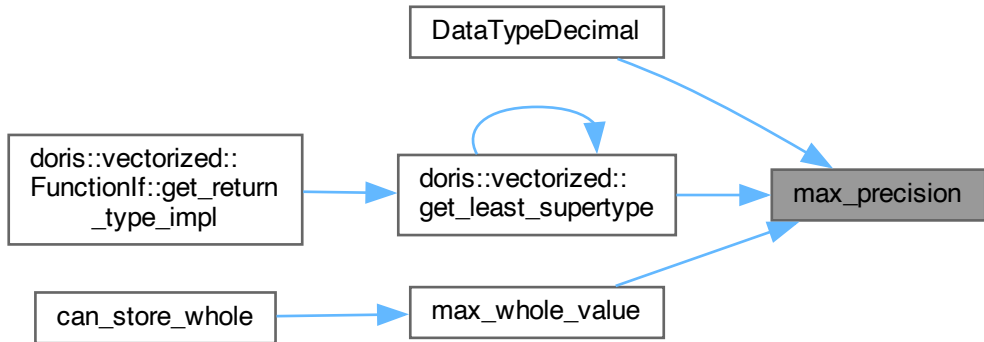 DataTypeDecimal
doris::vectorized::
FunctionIf::get_return
_type_impl
doris::vectorized::
get_least_supertype
max_precision
can_store_whole
max_whole_value